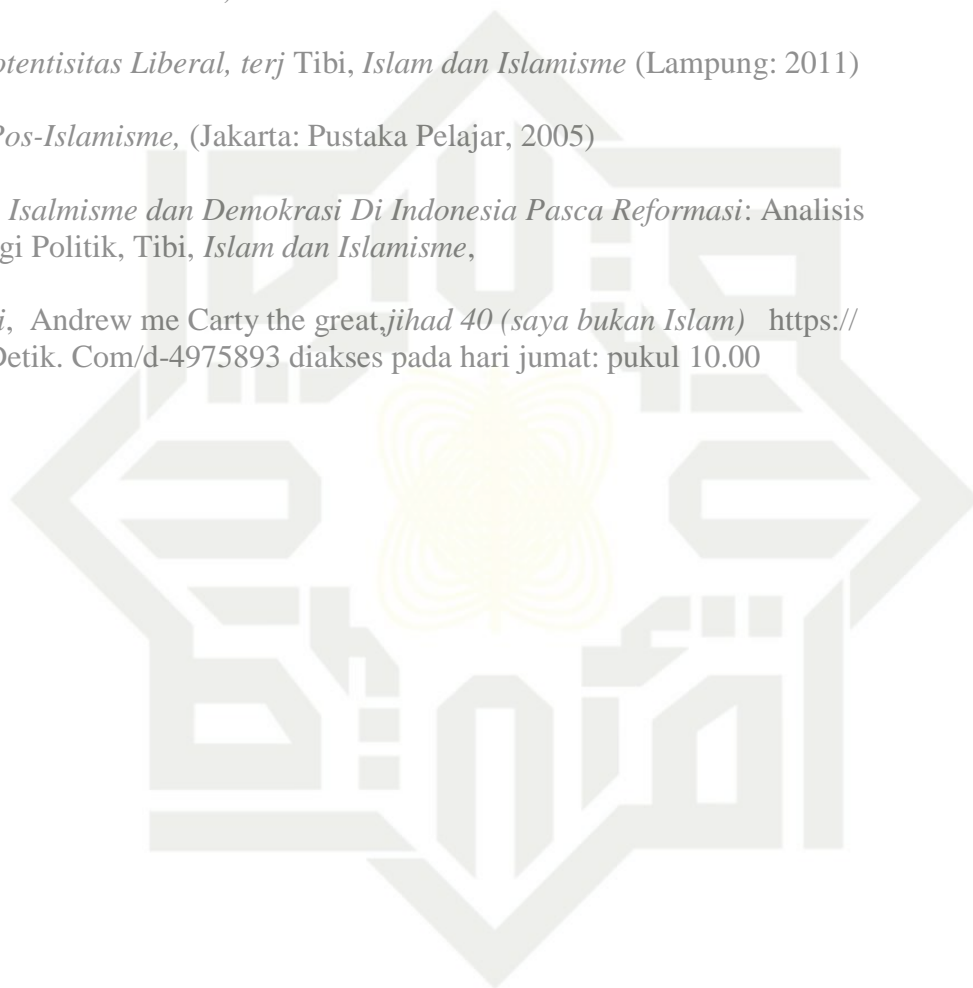 otentisitas Liberal, terj Tibi, Islam dan Islamisme (Lampung: 2011)
Pos-Islamisme, (Jakarta: Pustaka Pelajar, 2005)
Isalmisme dan Demokrasi Di Indonesia Pasca Reformasi: Analisis
gi Politik, Tibi, Islam dan Islamisme,
i, Andrew me Carty the great,jihad 40 (saya bukan Islam) https://
Detik. Com/d-4975893 diakses pada hari jumat: pukul 10.00